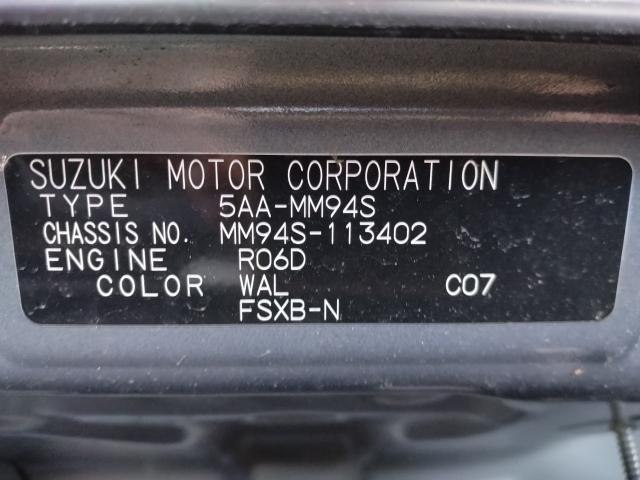 SUZUKI MOTOR CORPORATION
TYPE 5AA-MM94S
CHASSIS NO. MM94S-113402
ENGINE R06D
COLOR WAL C07
FSXB-N